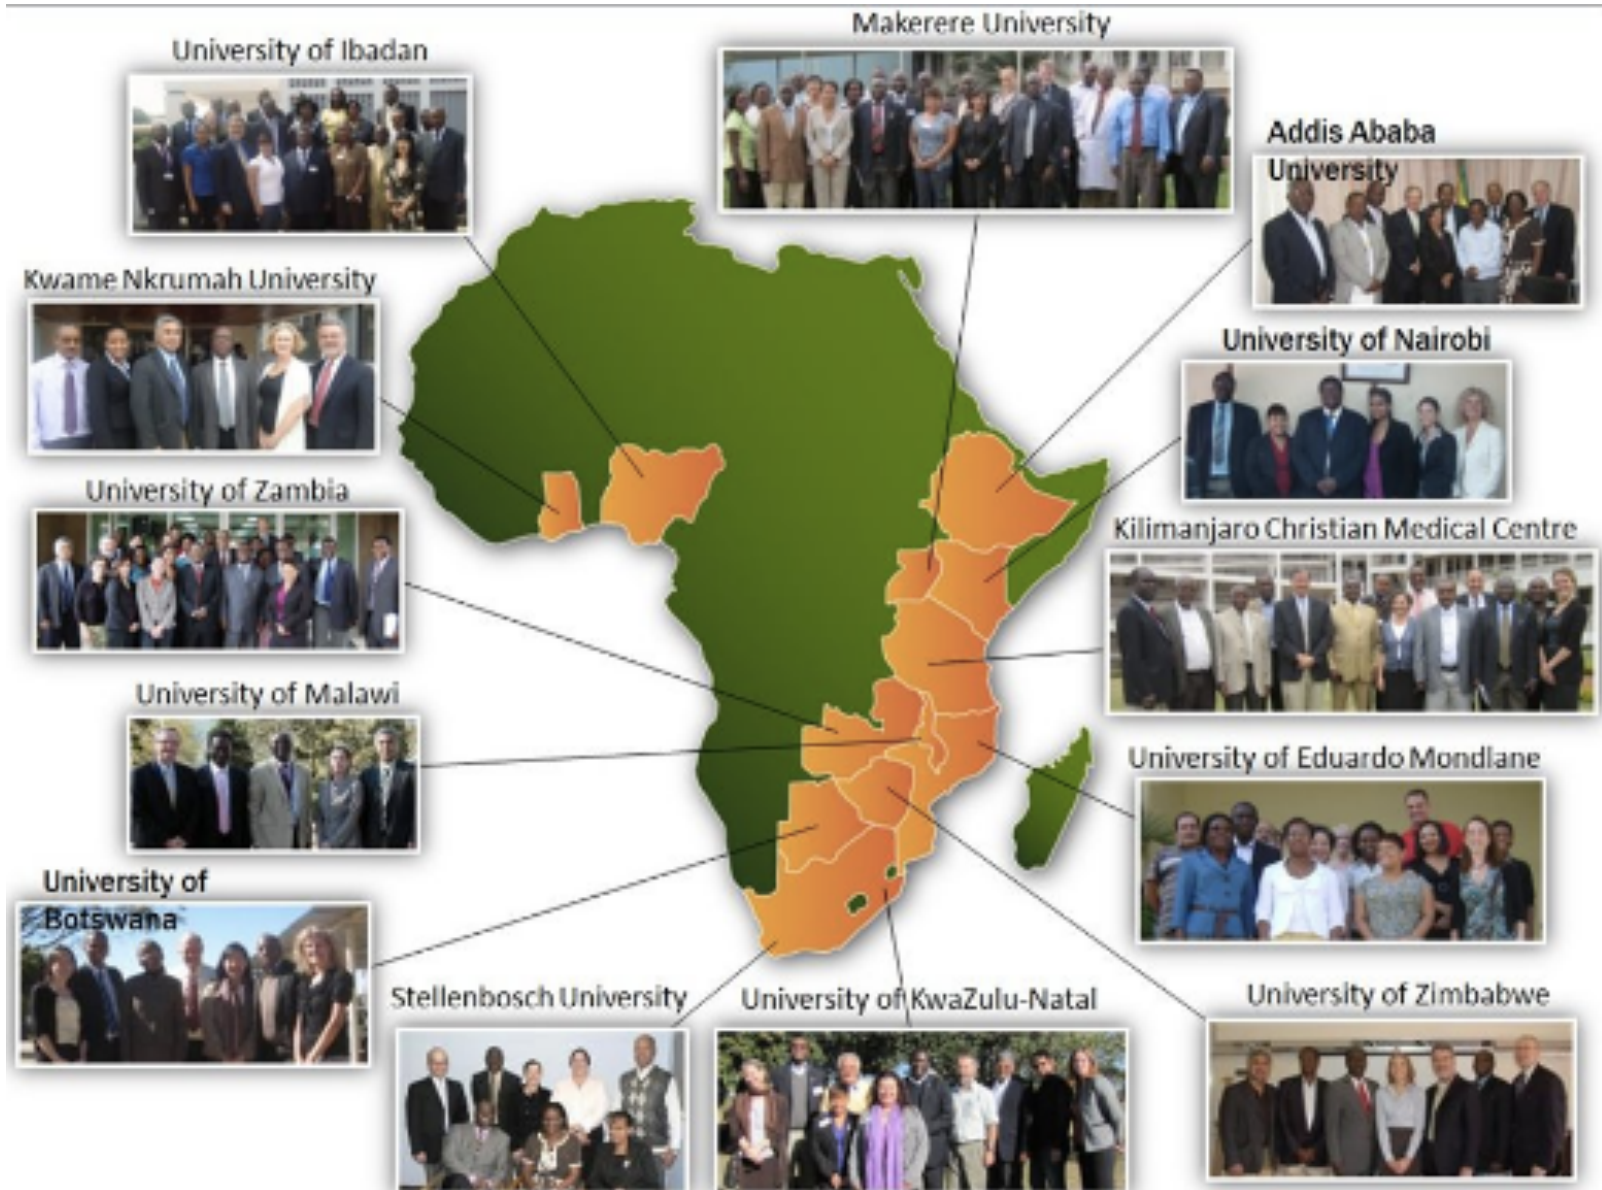 Makerere University
University of Ibadan
Addis Ababa
University
Kwame Nkrumah University
University of Nairobi
University of Zambia
Kilimanjaro Christian Medical Centre
University of Malawi
University of Eduardo Mondlane
University of
Botswana
Stellenbosch University
University of KwaZulu-Natal
University of Zimbabwe